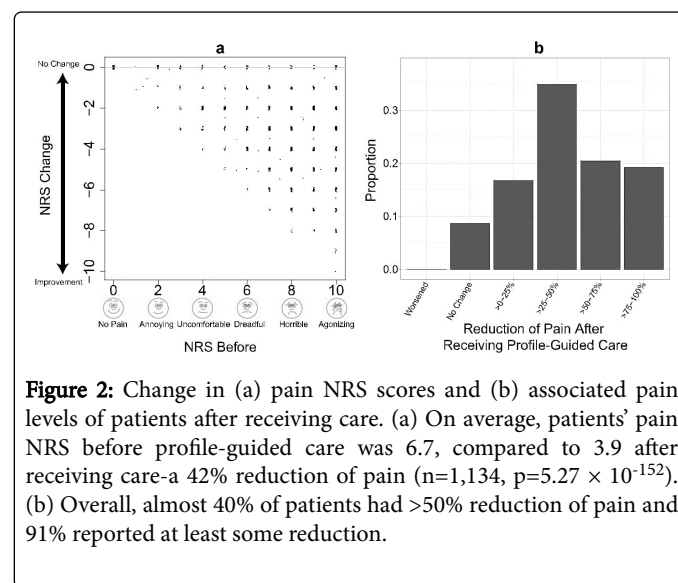 a
No Change
0
−2
−4
−6
−8
−10
NRS Change
Improvement
0 2 4 6 8 10
No Pain Annoying Uncomfortable Dreadful Horrible Agonizing
NRS Before
b
0.3
0.2
0.1
0.0
Proportion
Worsened
No Change
>0−25%
>25−50%
>50−75%
>75−100%
Reduction of Pain After
Receiving Profile-Guided Care
Figure 2: Change in (a) pain NRS scores and (b) associated pain
levels of patients after receiving care. (a) On average, patients’ pain
NRS before profile-guided care was 6.7, compared to 3.9 after
receiving care-a 42% reduction of pain (n=1,134, p=5.27 × 10-152).
(b) Overall, almost 40% of patients had >50% reduction of pain and
91% reported at least some reduction.